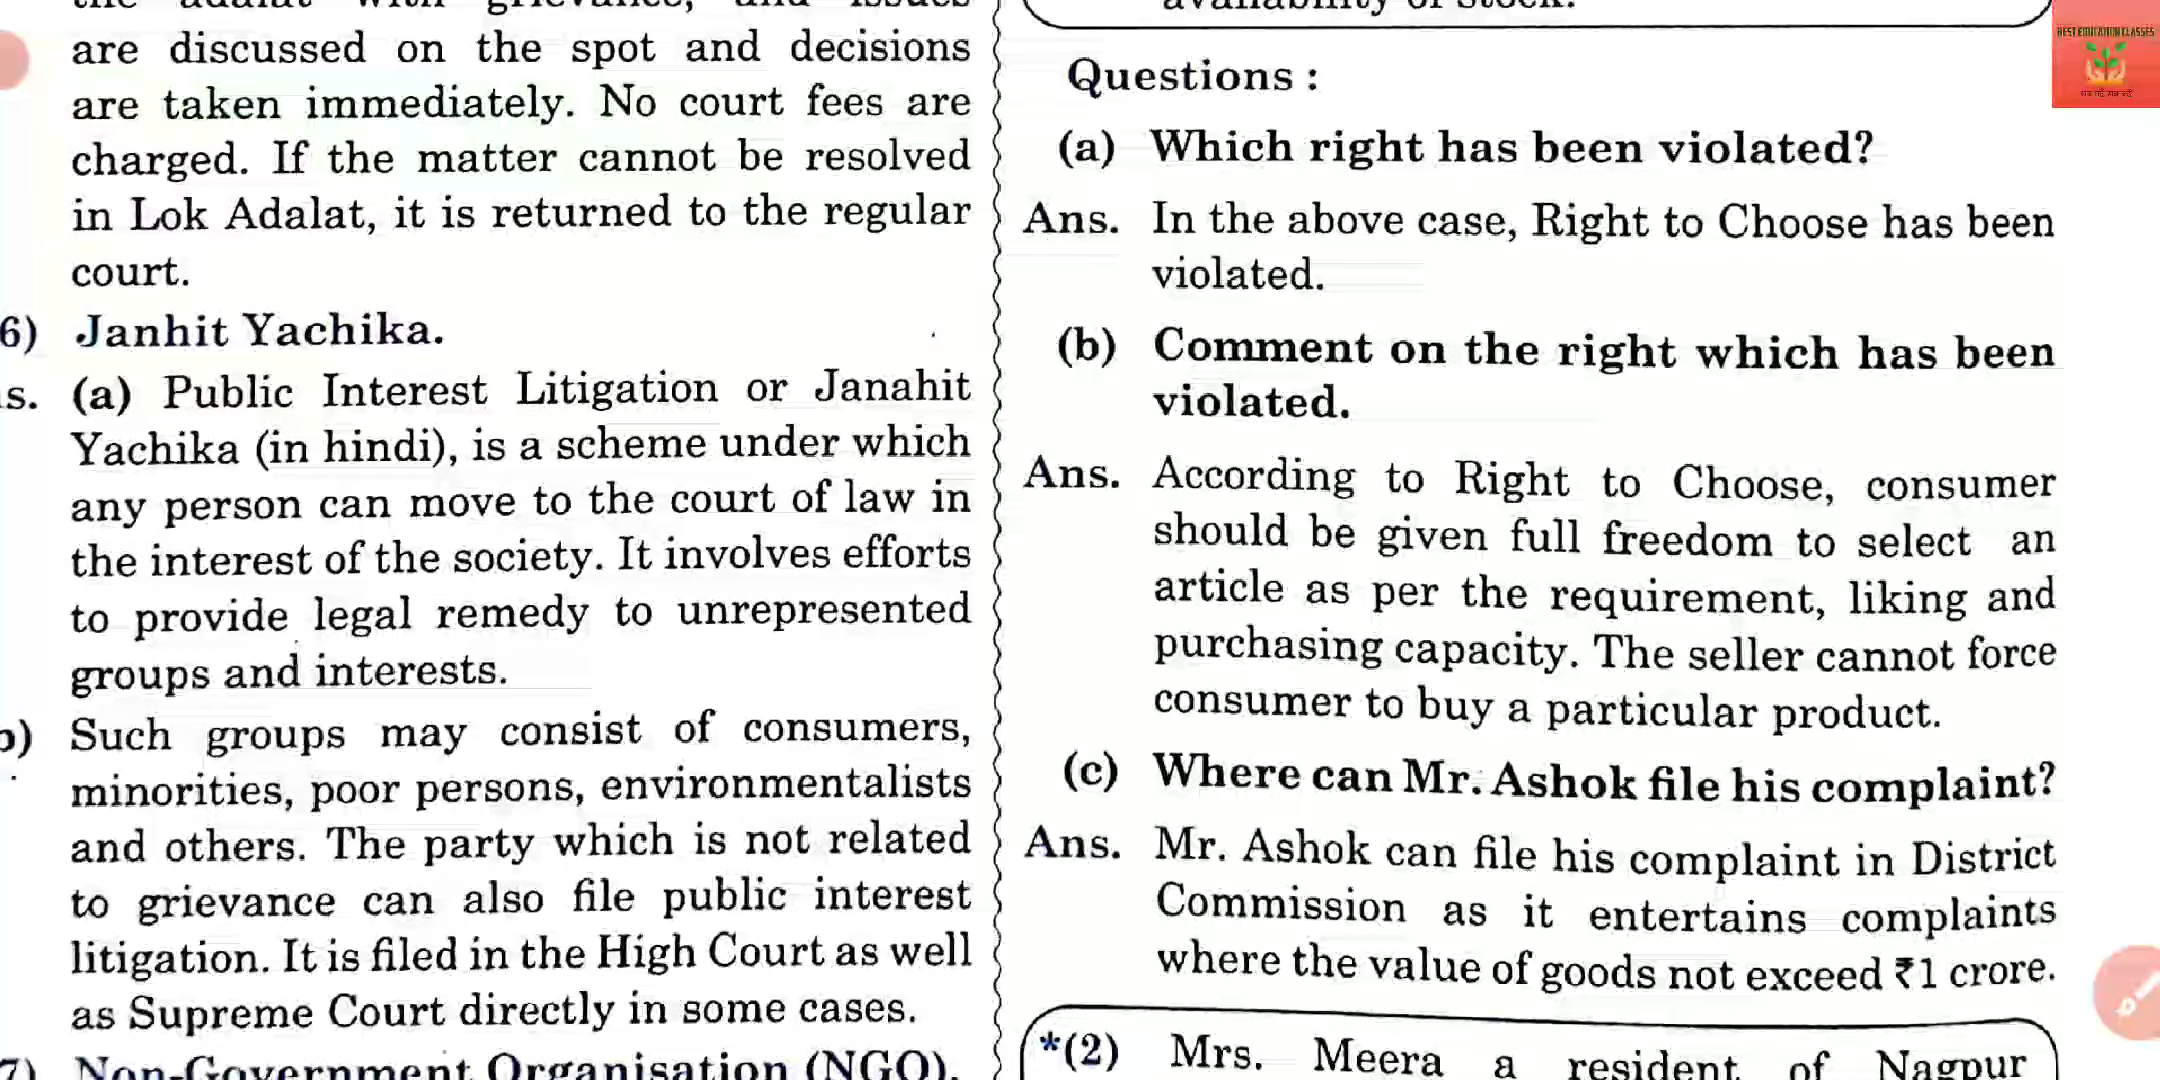 are discussed on the spot and decisions
are taken immediately. No court fees are
charged. If the matter cannot be resolved
in Lok Adalat, it is returned to the regular
court.
6) Janhit Yachika.
s. (a) Public Interest Litigation or Janahit
Yachika (in hindi), is a scheme under which
any person can move to the court of law in
the interest of the society. It involves efforts
to provide legal remedy to unrepresented
groups and interests.
) Such groups may consist of consumers,
minorities, poor persons, environmentalists
and others. The party which is not related
to grievance can also file public interest
litigation. It is filed in the High Court as well
as Supreme Court directly in some cases.
7) Non-Government Organisation (NGO).
availability of stock.
Questions :
(a) Which right has been violated?
Ans. In the above case, Right to Choose has been
violated.
(b) Comment on the right which has been
violated.
Ans. According to Right to Choose, consumer
should be given full freedom to select an
article as per the requirement, liking and
purchasing capacity. The seller cannot force
consumer to buy a particular product.
(c) Where can Mr. Ashok file his complaint?
Ans. Mr. Ashok can file his complaint in District
Commission as it entertains complaints
where the value of goods not exceed ₹1 crore.
*(2) Mrs. Meera a resident of Nagpur
BEST EDUCATION CLASSES